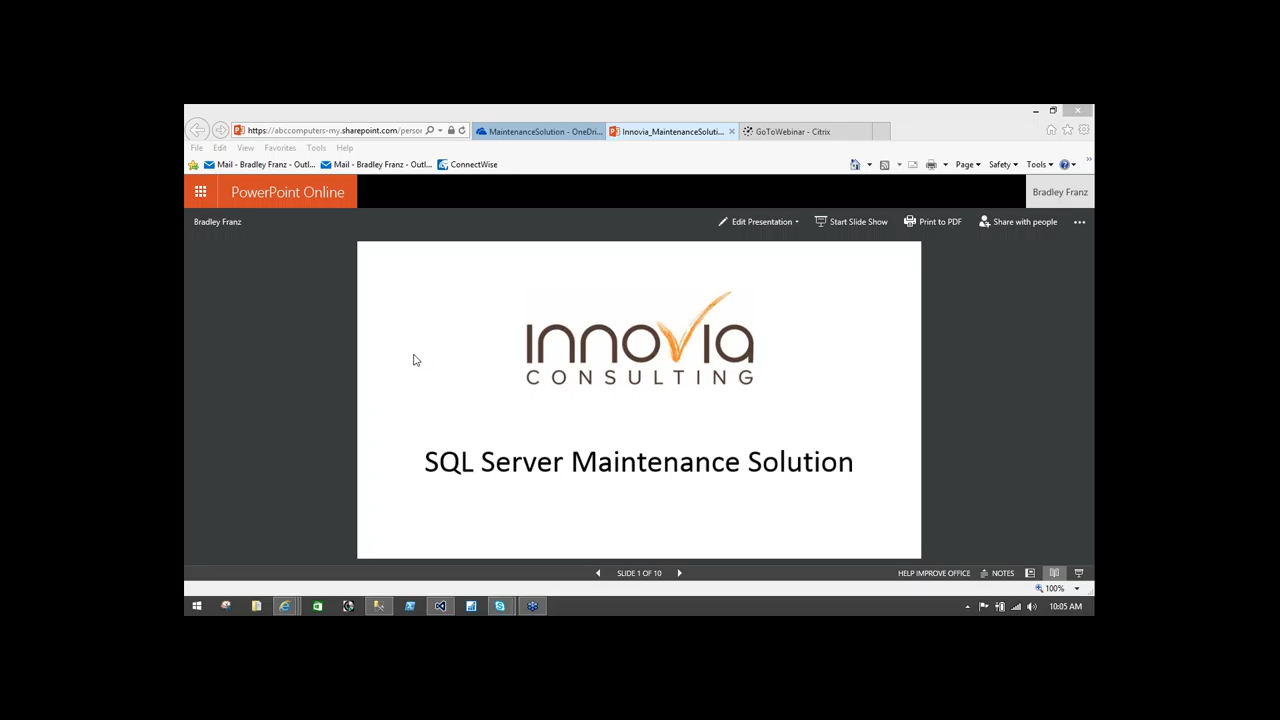 https://abccomputers-my.sharepoint.com/person
MaintenanceSolution - OneDri...
Innovia_MaintenanceSoluti...
GoToWebinar - Citrix
File Edit View Favorites Tools Help
Mail - Bradley Franz - Outl... Mail - Bradley Franz - Outl... ConnectWise
Page Safety Tools
PowerPoint Online
Bradley Franz
Bradley Franz
Edit Presentation Start Slide Show Print to PDF Share with people
INNOVIA
CONSULTING
SQL Server Maintenance Solution
SLIDE 1 OF 10
HELP IMPROVE OFFICE NOTES
100%
10:05 AM